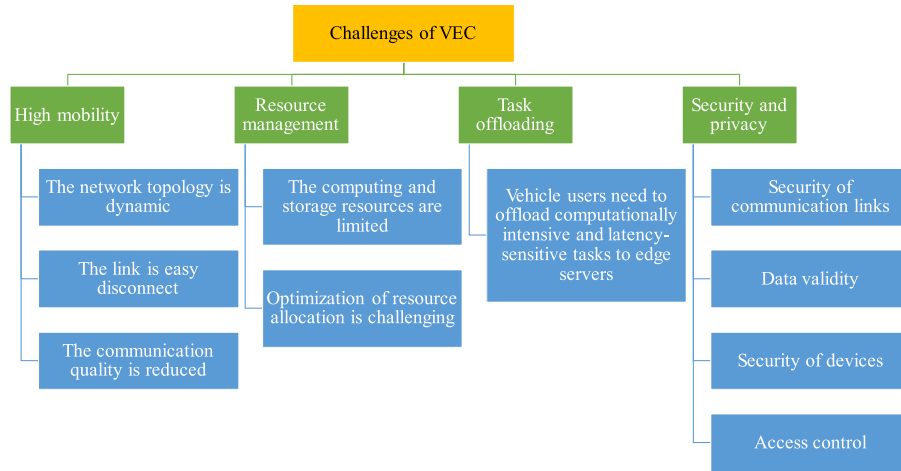 Challenges of VEC
High mobility
The network topology is
dynamic
The link is easy
disconnect
The communication
quality is reduced
Resource
management
The computing and
storage resources are
limited
Optimization of resource
allocation is challenging
Task
offloading
Vehicle users need to
offload computationally
intensive and latency-
sensitive tasks to edge
servers
Security and
privacy
Security of
communication links
Data validity
Security of devices
Access control